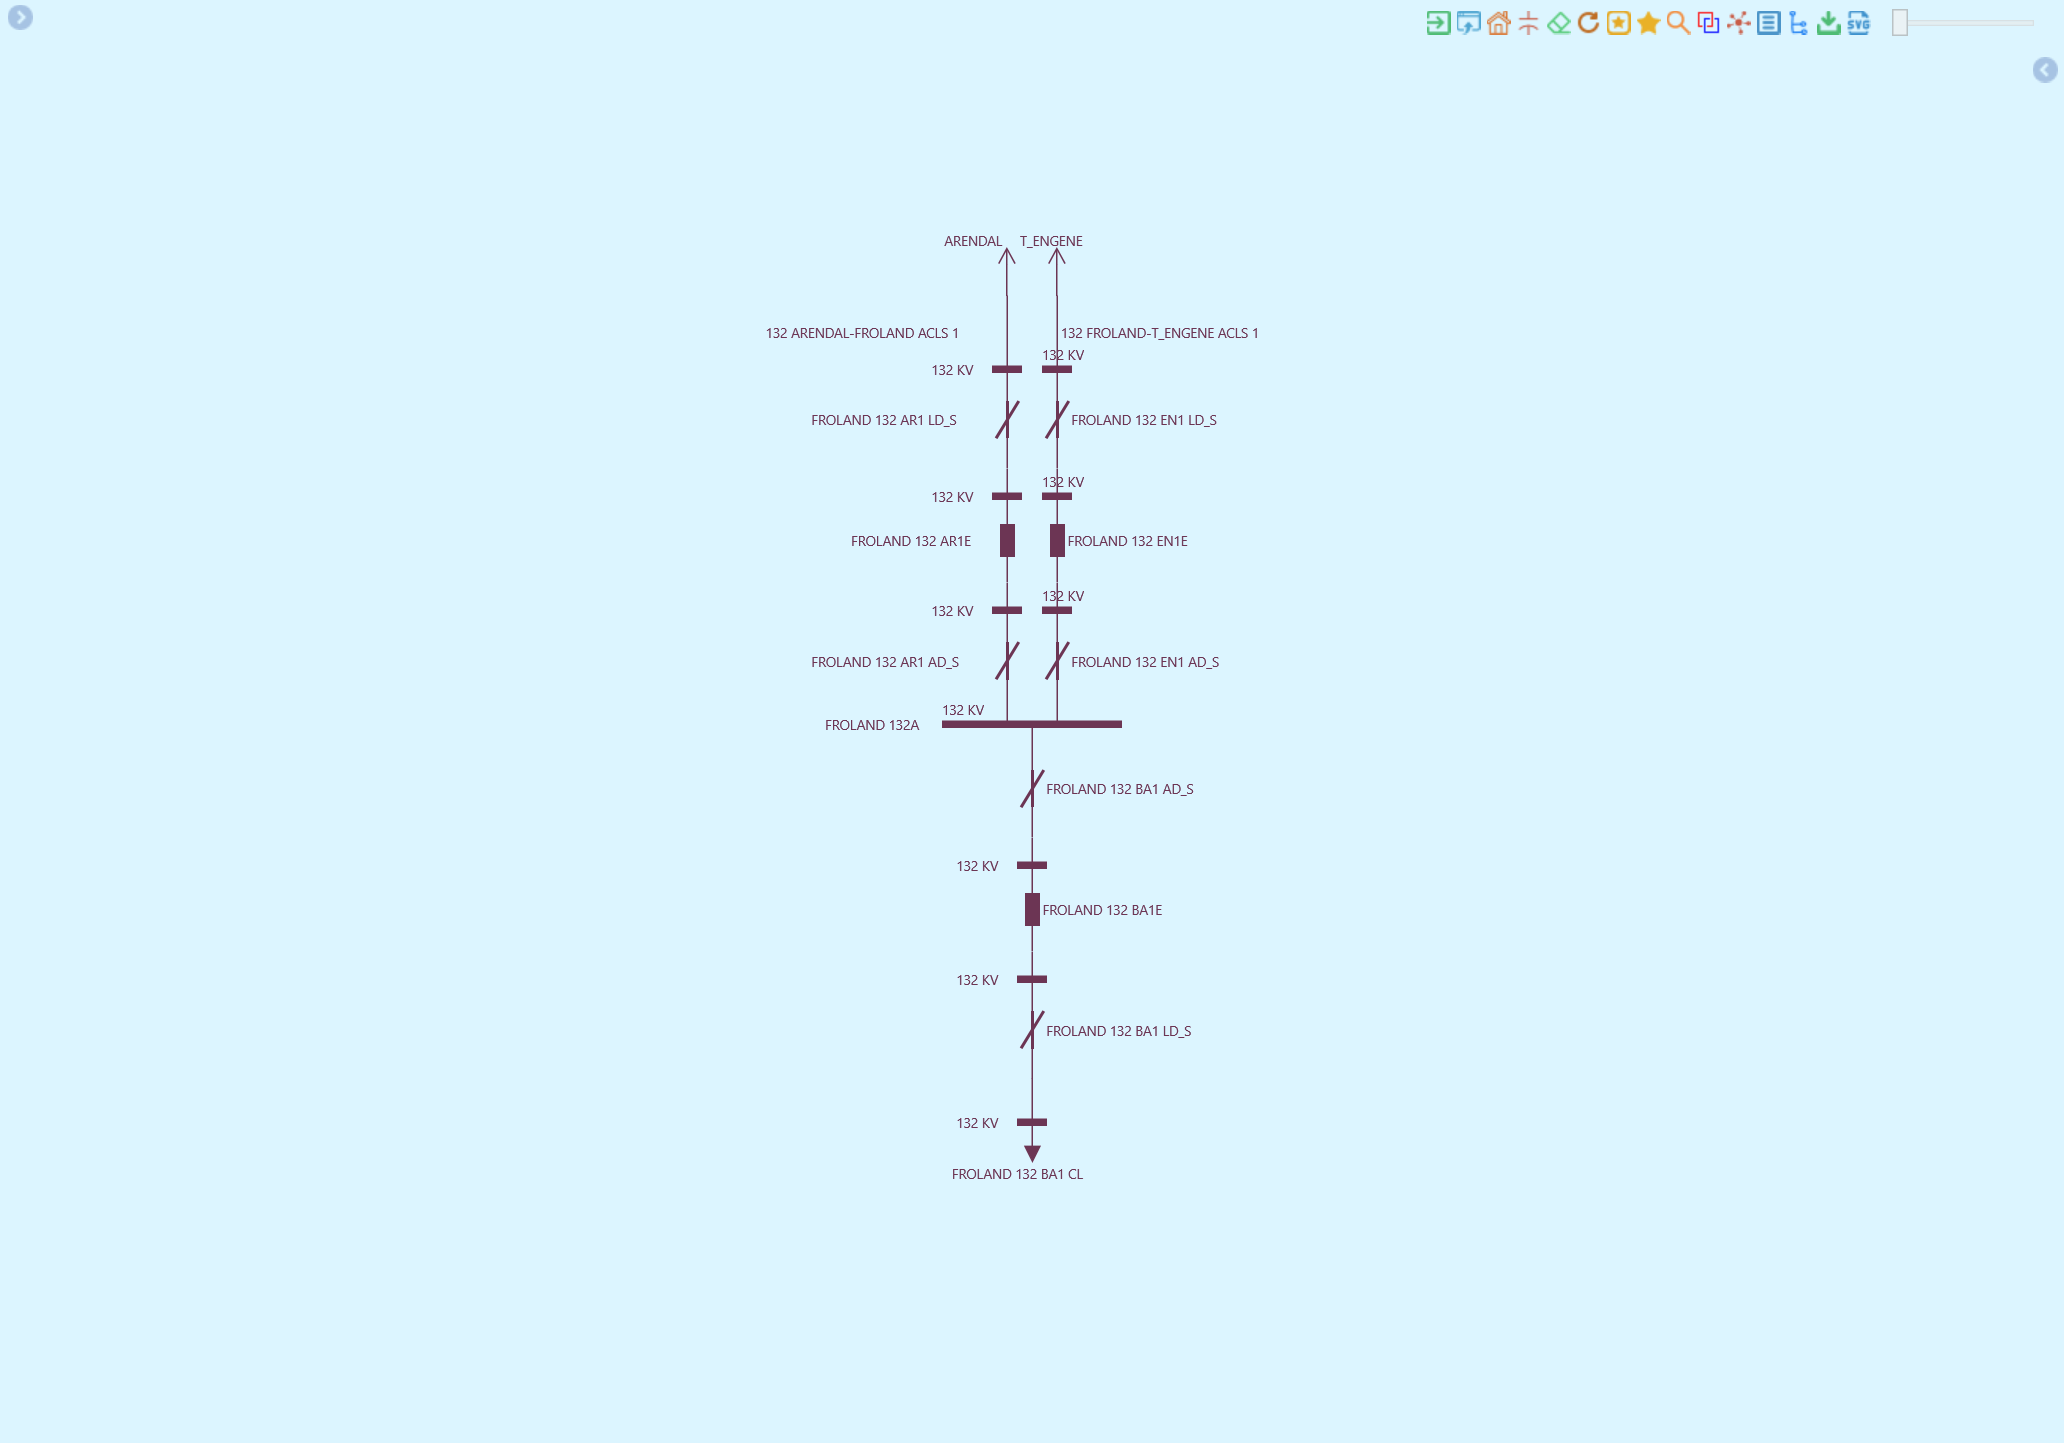 SVG
ARENDAL
T_ENGENE
132 ARENDAL-FROLAND ACLS 1
132 FROLAND-T_ENGENE ACLS 1
132 KV
132 KV
FROLAND 132 AR1 LD_S
FROLAND 132 EN1 LD_S
132 KV
132 KV
FROLAND 132 AR1E
FROLAND 132 EN1E
132 KV
132 KV
FROLAND 132 AR1 AD_S
FROLAND 132 EN1 AD_S
132 KV
FROLAND 132A
FROLAND 132 BA1 AD_S
132 KV
FROLAND 132 BA1E
132 KV
FROLAND 132 BA1 LD_S
132 KV
FROLAND 132 BA1 CL